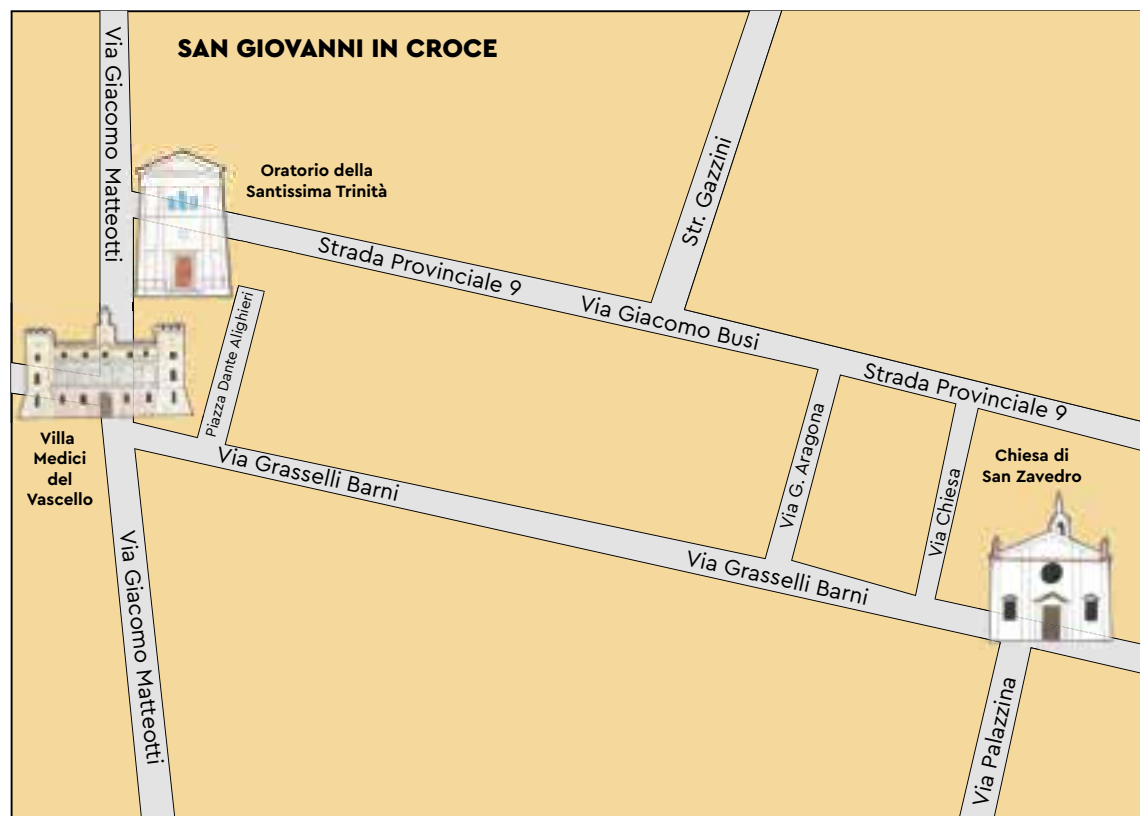 SAN GIOVANNI IN CROCE
Via Giacomo Matteotti
Oratorio della
Santissima Trinità
Str. Gazzini
Strada Provinciale 9
Via Giacomo Busi
Piazza Dante Alighieri
Strada Provinciale 9
Villa
Medici
del
Vascello
Via Grasselli Barni
Via G. Aragona
Via Chiesa
Chiesa di
San Zavedro
Via Giacomo Matteotti
Via Grasselli Barni
Via Palazzina